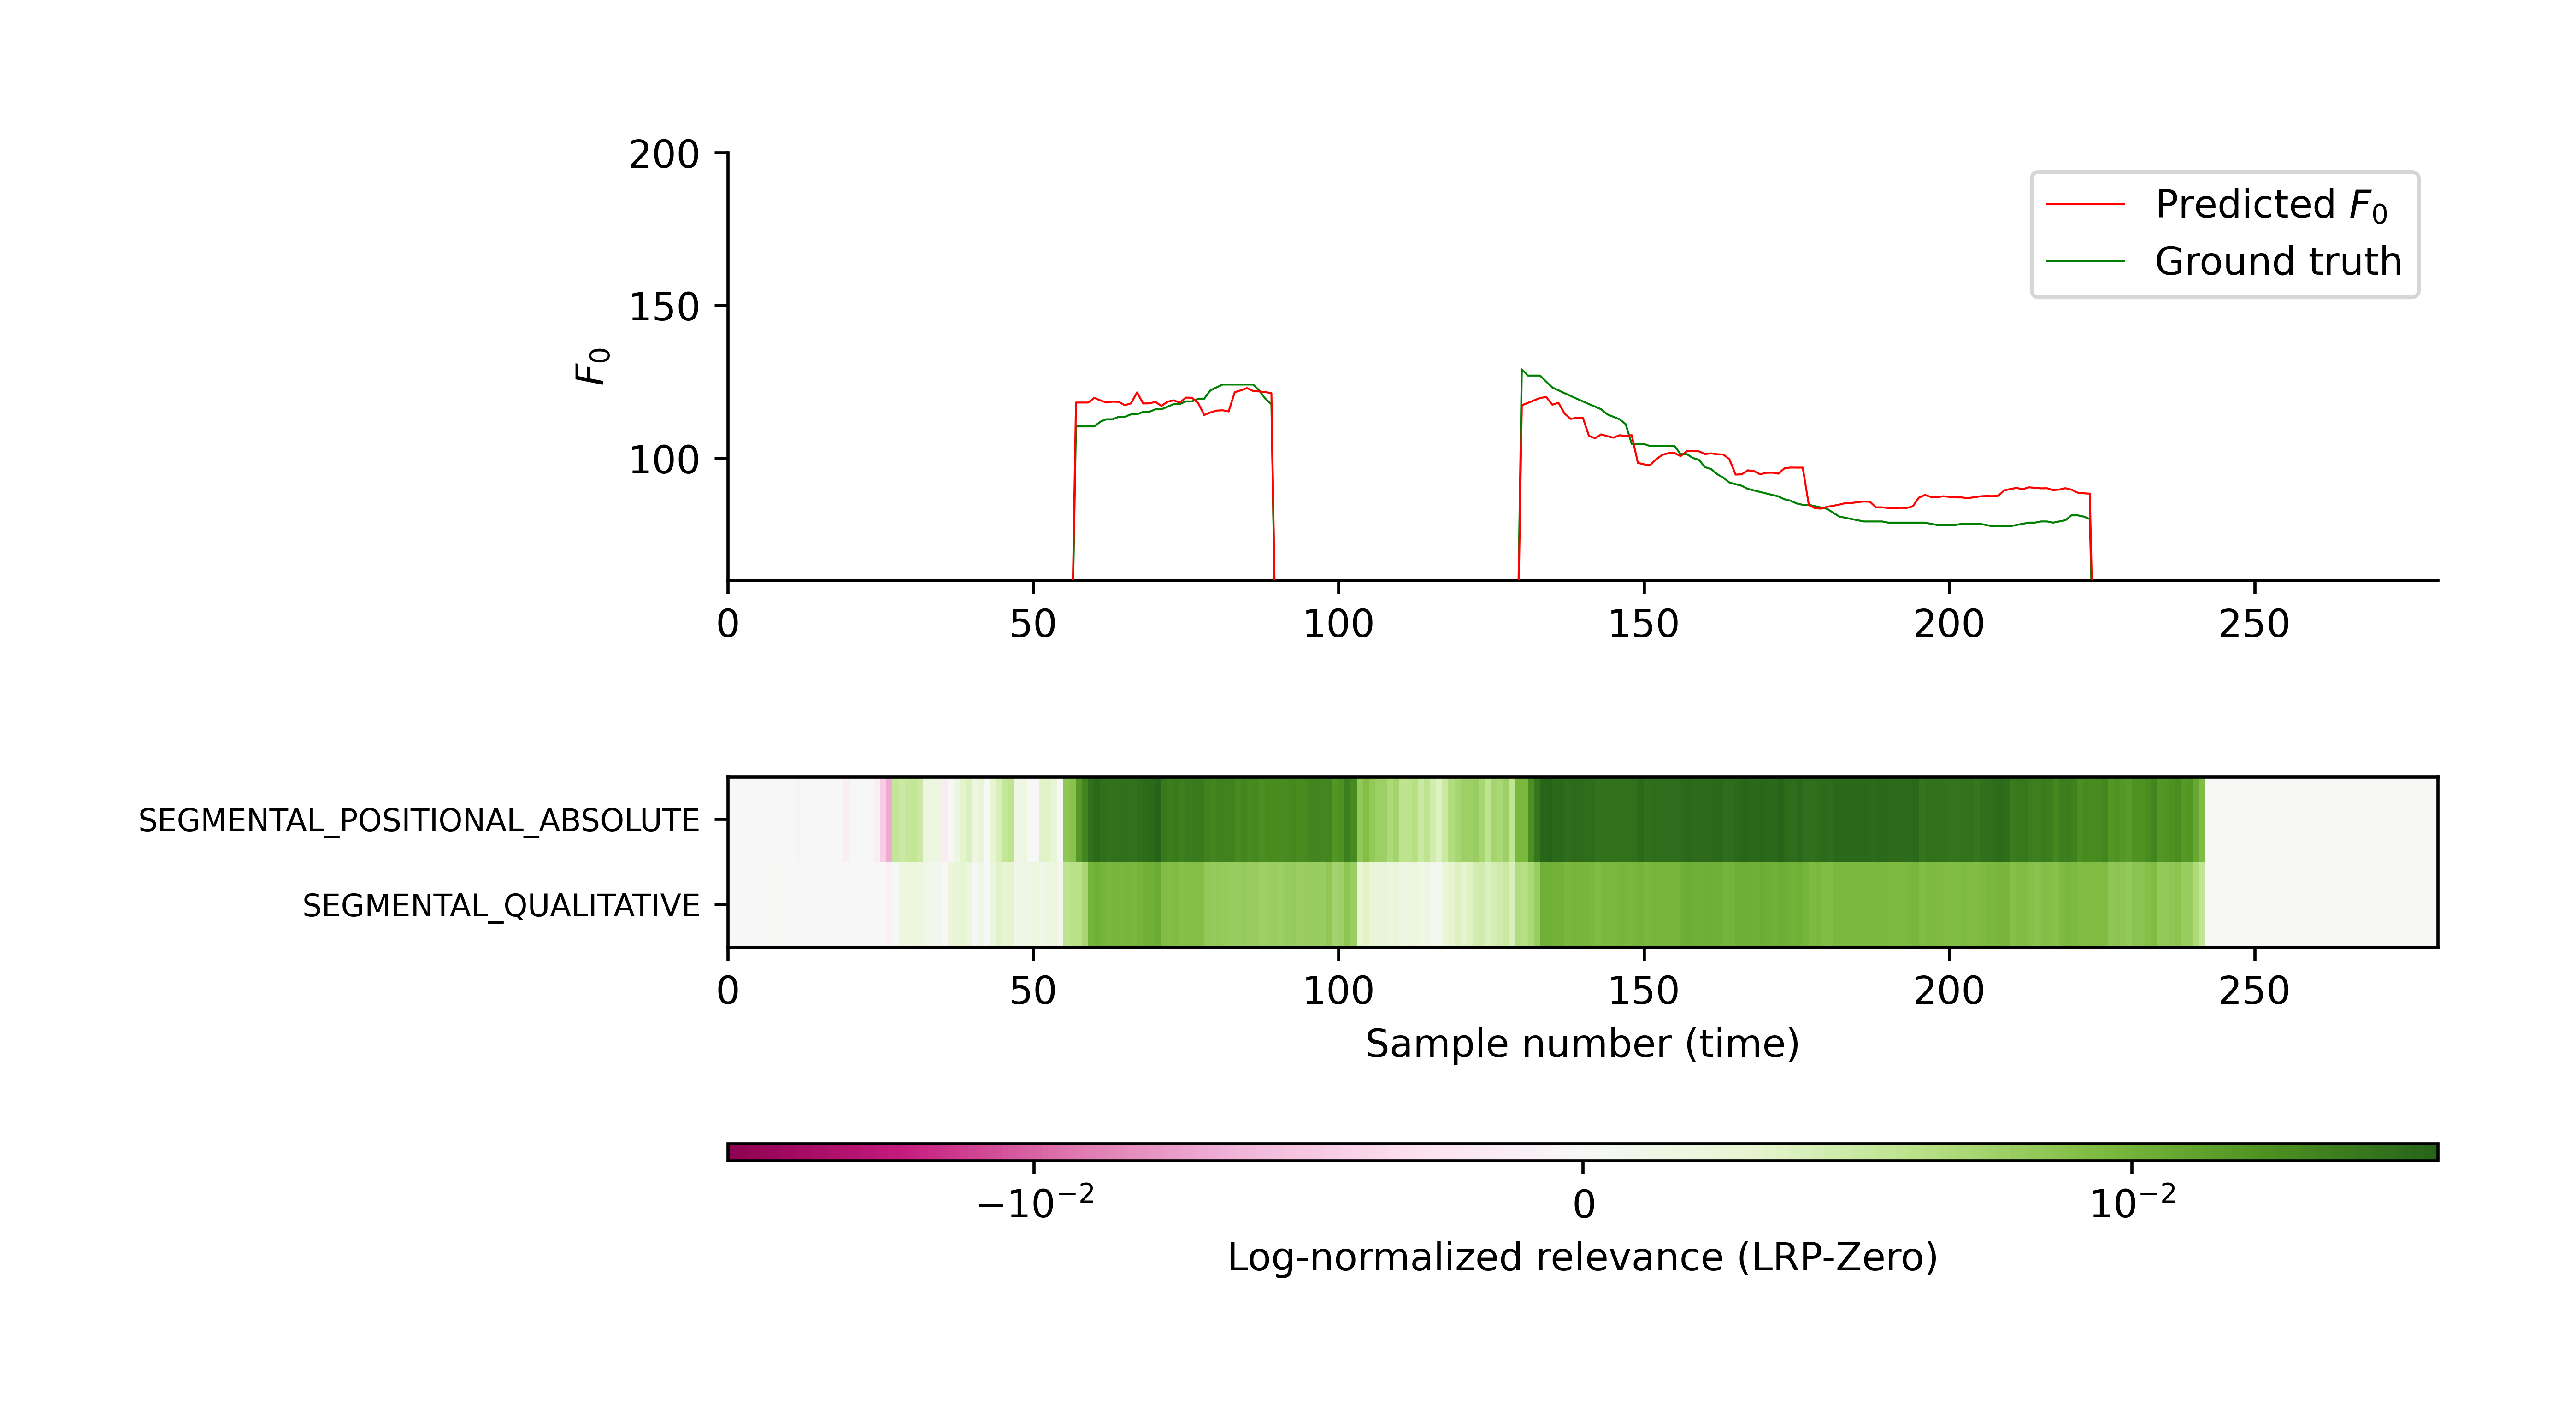 200
150
100
F₀
Predicted F₀
Ground truth
0 50 100 150 200 250
SEGMENTAL_POSITIONAL_ABSOLUTE
SEGMENTAL_QUALITATIVE
0 50 100 150 200 250
Sample number (time)
−10⁻² 0 10⁻²
Log-normalized relevance (LRP-Zero)